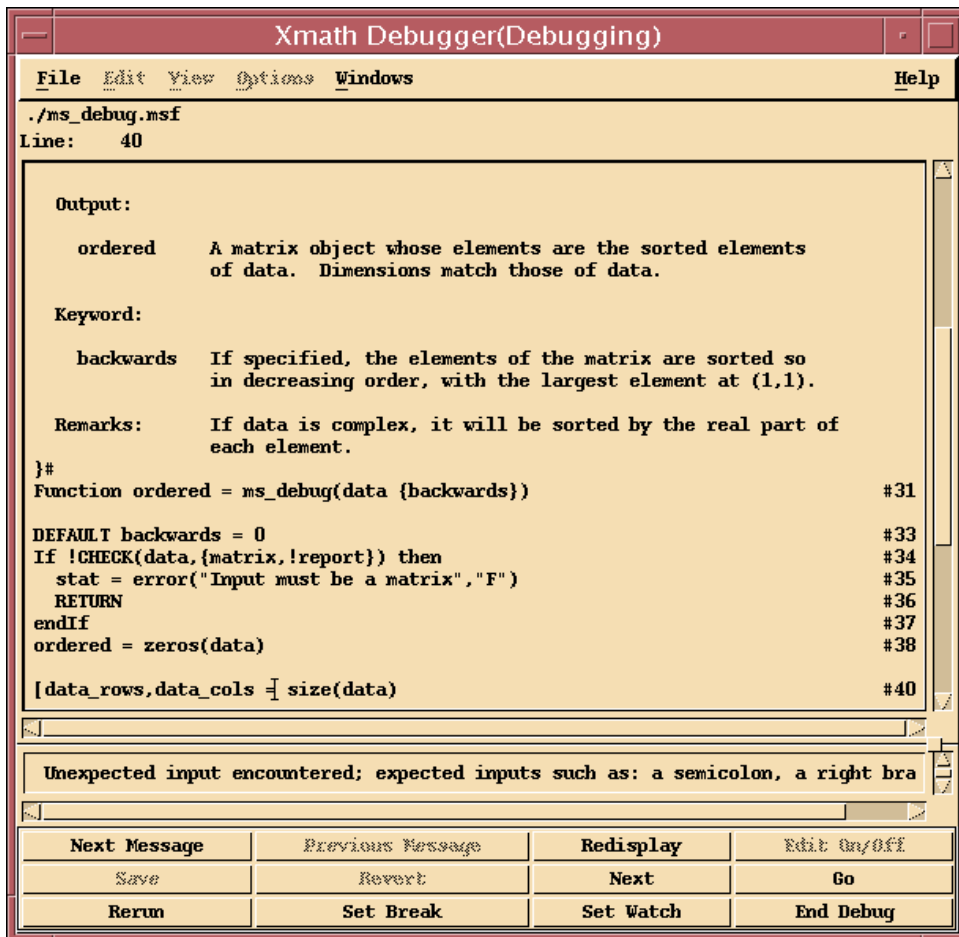 Xmath Debugger(Debugging)
File Edit View Options Windows Help
./ms_debug.msf
Line: 40
Output:
ordered A matrix object whose elements are the sorted elements
of data. Dimensions match those of data.
Keyword:
backwards If specified, the elements of the matrix are sorted so
in decreasing order, with the largest element at (1,1).
Remarks: If data is complex, it will be sorted by the real part of
each element.
}#
Function ordered = ms_debug(data {backwards}) #31
DEFAULT backwards = 0 #33
If !CHECK(data,{matrix,!report}) then #34
stat = error("Input must be a matrix","F") #35
RETURN #36
endIf #37
ordered = zeros(data) #38
[data_rows,data_cols = size(data) #40
Unexpected input encountered; expected inputs such as: a semicolon, a right bra
Next Message Previous Message Redisplay Edit On/Off
Save Revert Next Go
Rerun Set Break Set Watch End Debug